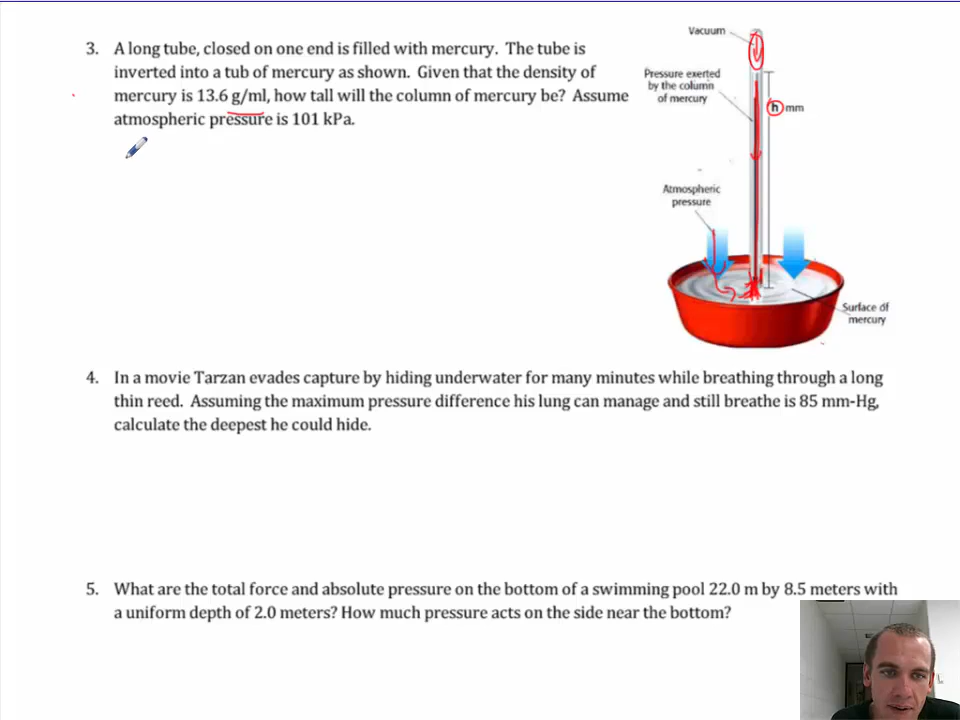 3. A long tube, closed on one end is filled with mercury. The tube is
inverted into a tub of mercury as shown. Given that the density of
mercury is 13.6 g/ml, how tall will the column of mercury be? Assume
atmospheric pressure is 101 kPa.
Vacuum
Pressure exerted
by the column
of mercury
h mm
Atmospheric
pressure
Surface of
mercury
4. In a movie Tarzan evades capture by hiding underwater for many minutes while breathing through a long
thin reed. Assuming the maximum pressure difference his lung can manage and still breathe is 85 mm-Hg,
calculate the deepest he could hide.
5. What are the total force and absolute pressure on the bottom of a swimming pool 22.0 m by 8.5 meters with
a uniform depth of 2.0 meters? How much pressure acts on the side near the bottom?